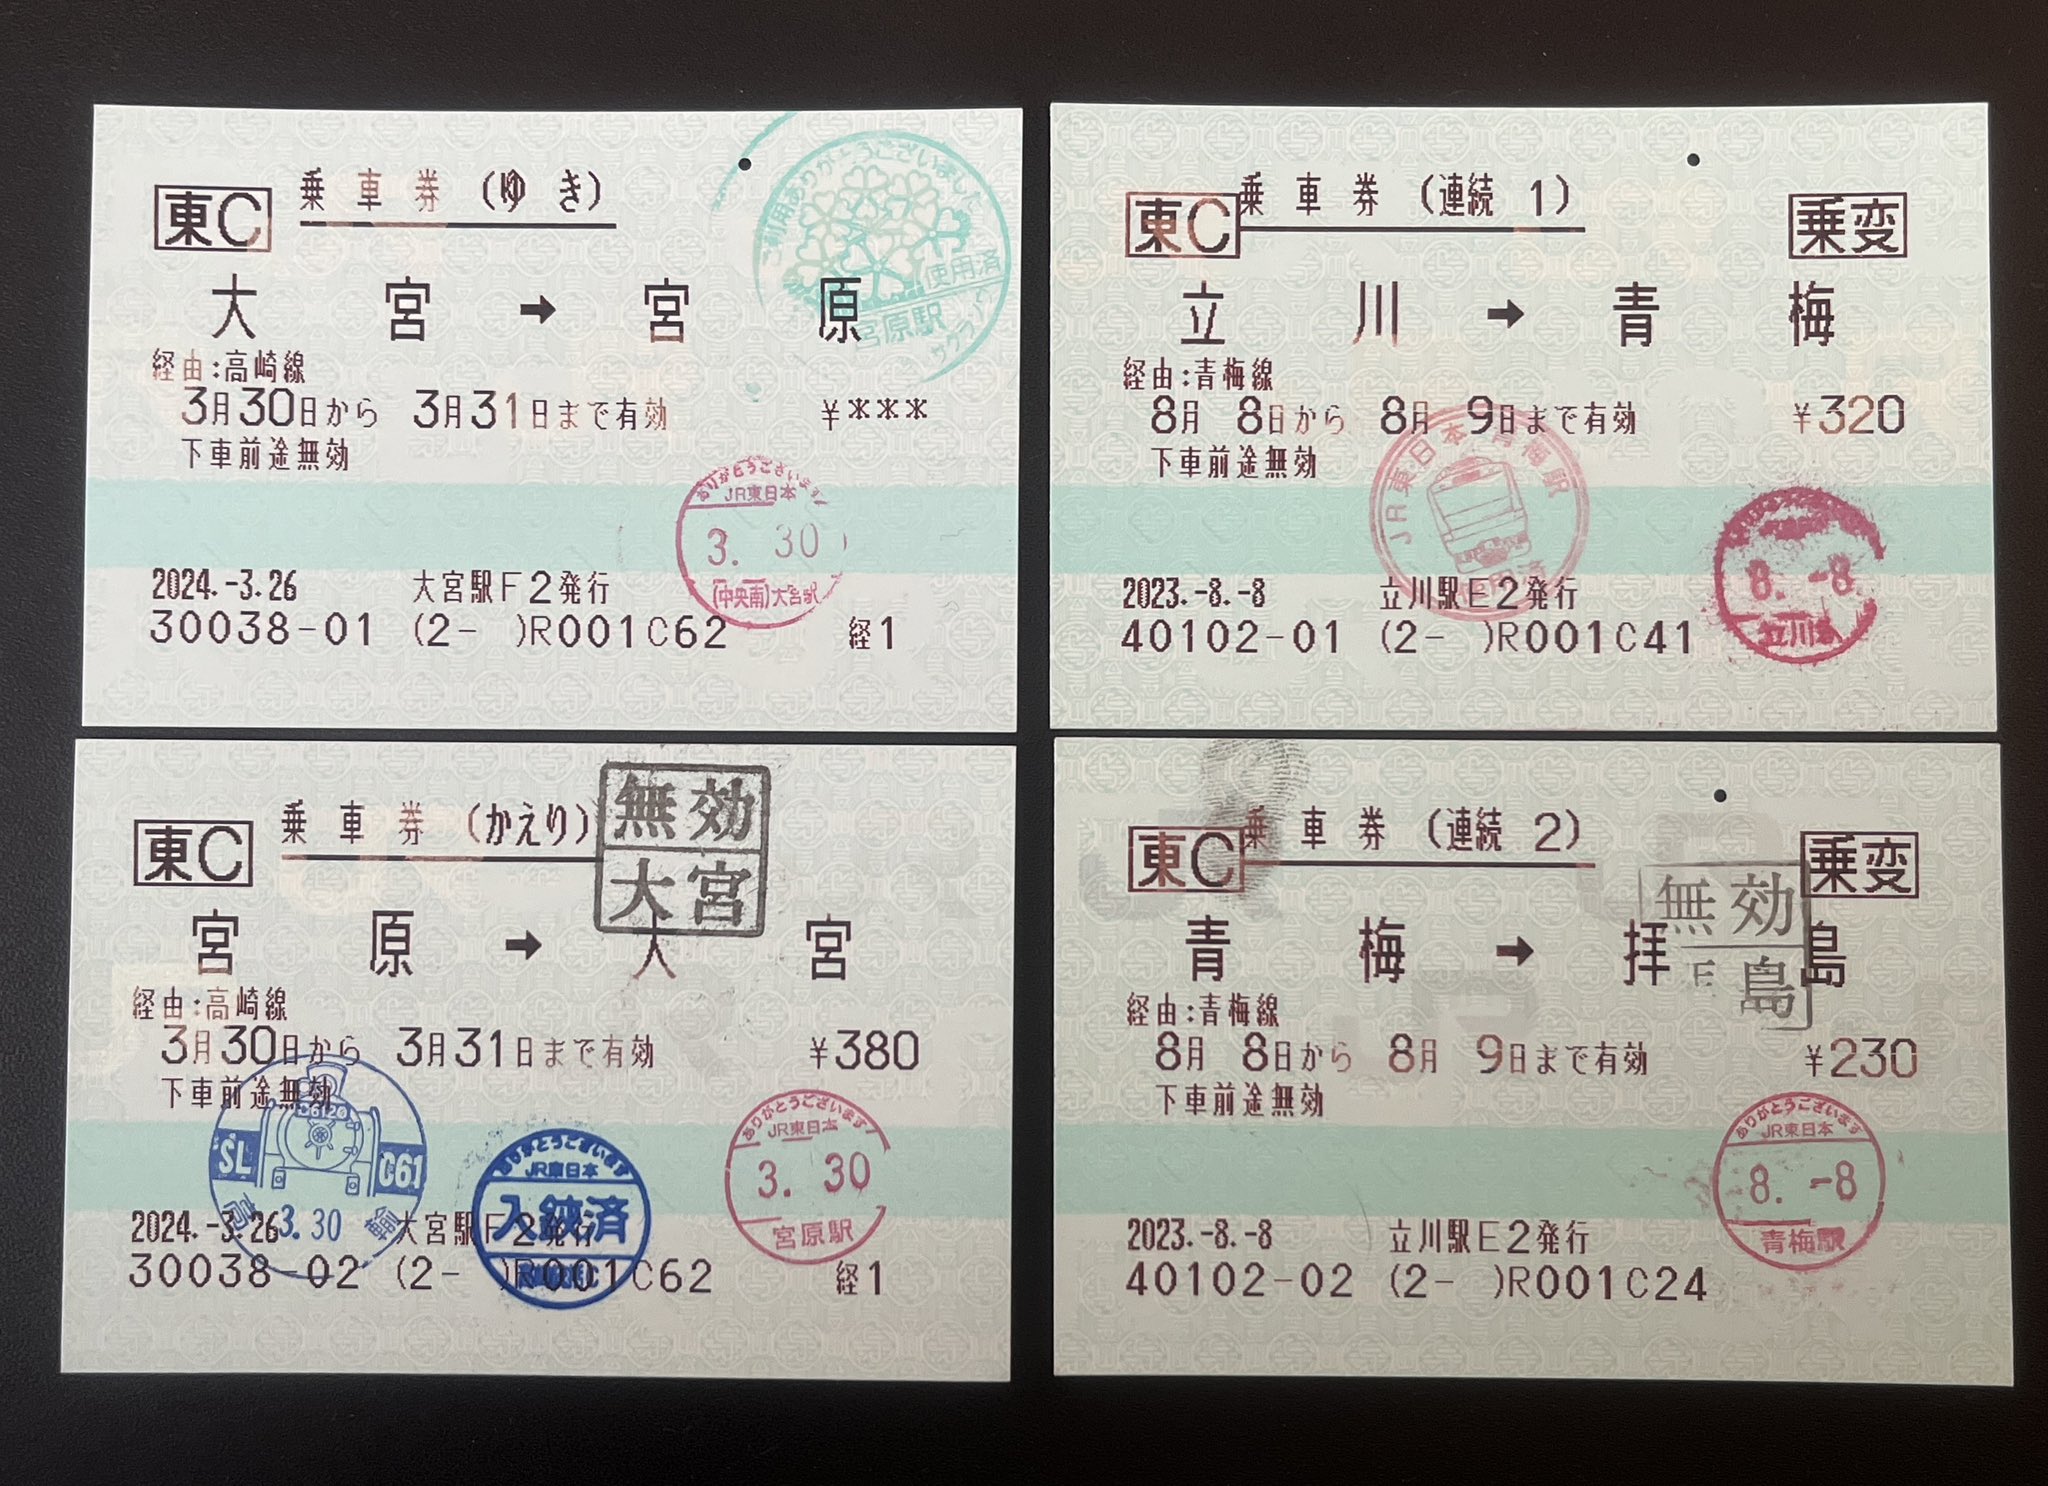 東C 乗車券(ゆき)
大宮➡宮原
経由:高崎線
3月30日から 3月31日まで有効 ¥***
下車前途無効
2024.-3.26 大宮駅F2発行
30038-01 (2- )R001C62 経1
ご利用ありがとうございました
使用済
宮原駅
ありがとうございます
JR東日本
3. 30
(中央南)大宮駅
東C 乗車券(連続 1) 乗変
立川➡青梅
経由:青梅線
8月 8日から 8月 9日まで有効 ¥320
下車前途無効
2023.-8.-8 立川駅E2発行
40102-01 (2- )R001C41
JR東日本 青梅駅
使用済
8. -8
立川
東C 乗車券(かえり)
宮原➡大宮
経由:高崎線
3月30日から 3月31日まで有効 ¥380
下車前途無効
2024.-3.26 大宮駅F2発行
30038-02 (2- )R001C62 経1
無効
大宮
C6120
SL C61
3.30
ありがとうございます
JR東日本
入鋏済
ありがとうございます
JR東日本
3. 30
宮原駅
東C 乗車券(連続 2) 乗変
青梅➡拝島
経由:青梅線
8月 8日から 8月 9日まで有効 ¥230
下車前途無効
2023.-8.-8 立川駅E2発行
40102-02 (2- )R001C24
無効
島
ありがとうございます
JR東日本
8. -8
青梅駅